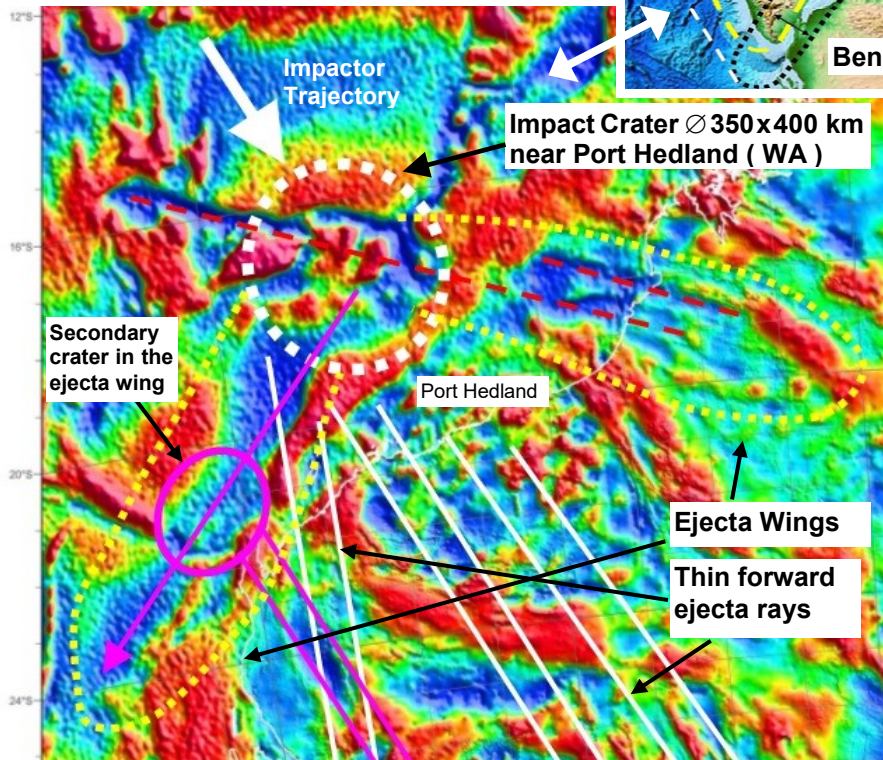 12°S
Ben
Impactor
Trajectory
Impact Crater ∅ 350x400 km
near Port Hedland ( WA )
16°S
Secondary
crater in the
ejecta wing
Port Hedland
20°S
Ejecta Wings
Thin forward
ejecta rays
24°S